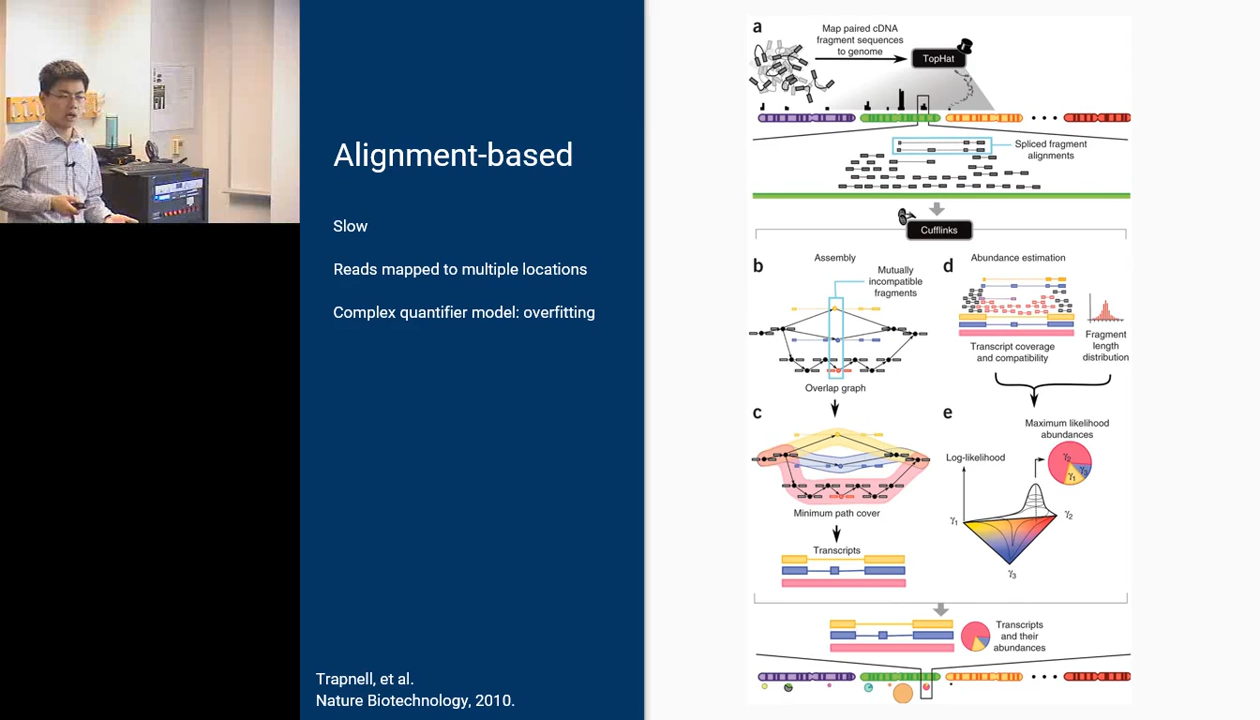 Alignment-based
Slow
Reads mapped to multiple locations
Complex quantifier model: overfitting
Trapnell, et al.
Nature Biotechnology, 2010.
a
Map paired cDNA
fragment sequences
to genome
TopHat
Spliced fragment
alignments
Cufflinks
b
Assembly
Mutually
incompatible
fragments
Overlap graph
d
Abundance estimation
Transcript coverage
and compatibility
Fragment
length
distribution
c
Minimum path cover
Transcripts
e
Maximum likelihood
abundances
Log-likelihood
γ2
γ3
γ1
γ1
γ2
γ3
Transcripts
and their
abundances